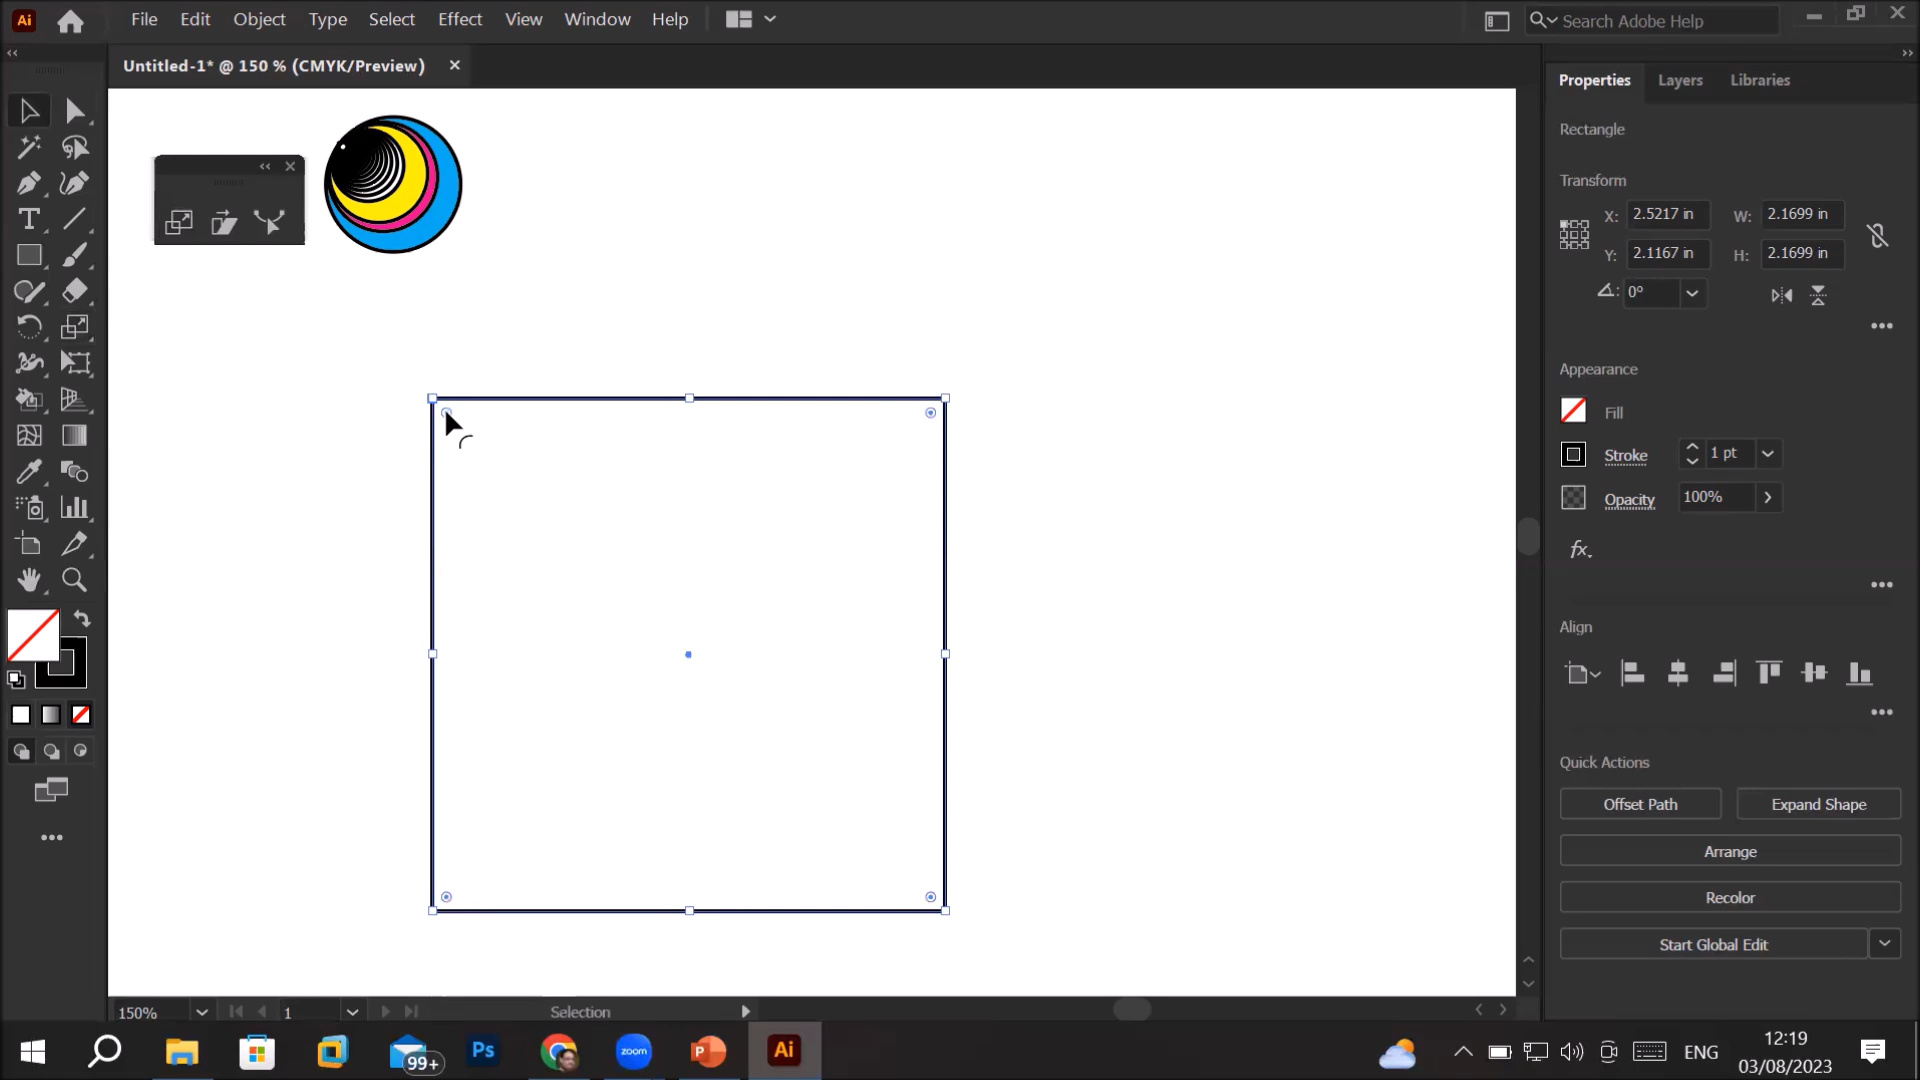 Ai File Edit Object Type Select Effect View Window Help Search Adobe Help
Untitled-1* @ 150 % (CMYK/Preview)
Properties Layers Libraries
Rectangle
Transform
X: 2.5217 in W: 2.1699 in
Y: 2.1167 in H: 2.1699 in
0°
Appearance
Fill
Stroke 1 pt
Opacity 100%
fx
Align
Quick Actions
Offset Path Expand Shape
Arrange
Recolor
Start Global Edit
150% 1 Selection
99+ Ps zoom P Ai ENG 12:19
03/08/2023